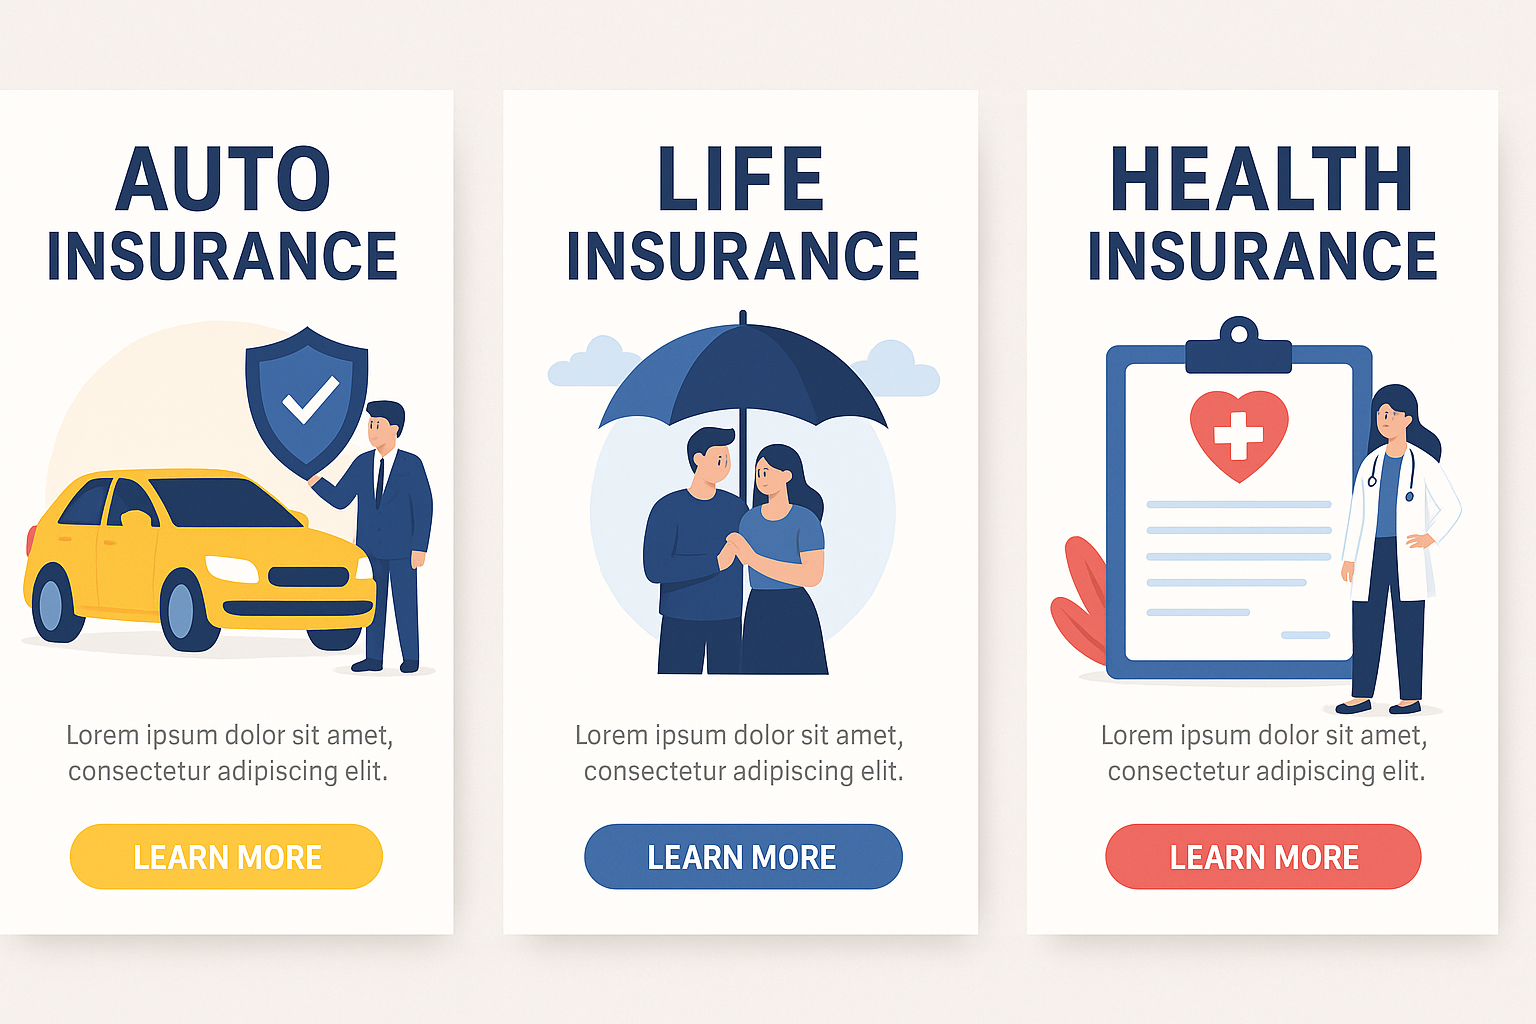 AUTO
INSURANCE
Lorem ipsum dolor sit amet,
consectetur adipiscing elit.
LEARN MORE
LIFE
INSURANCE
Lorem ipsum dolor sit amet,
consectetur adipiscing elit.
LEARN MORE
HEALTH
INSURANCE
Lorem ipsum dolor sit amet,
consectetur adipiscing elit.
LEARN MORE